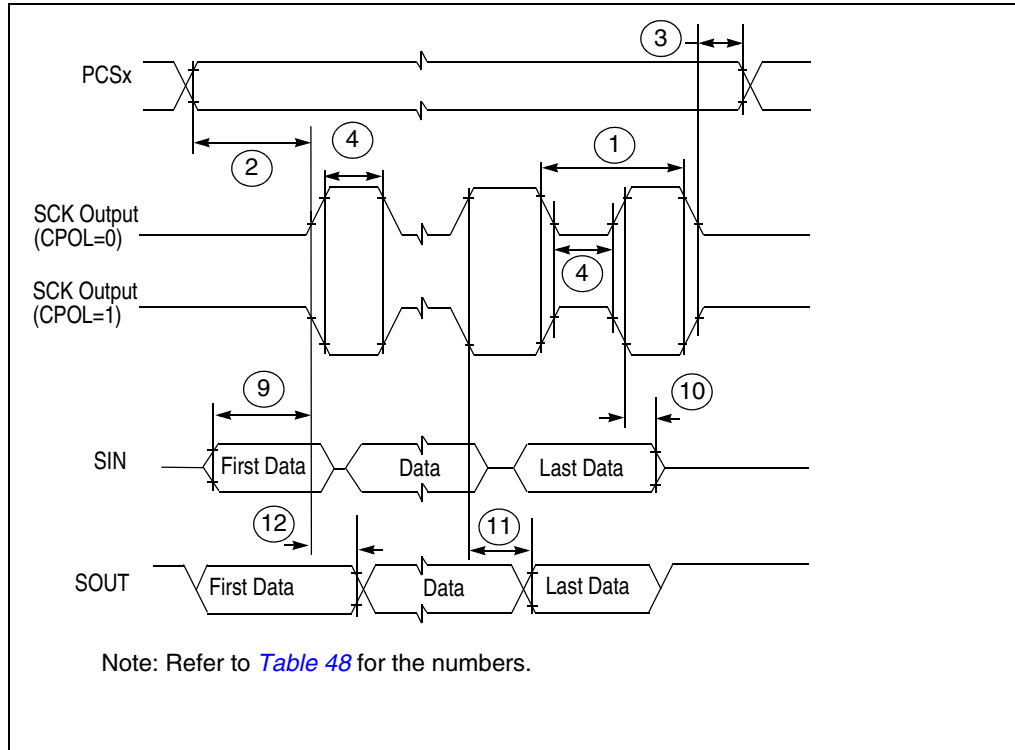 3
PCSx
2
4
1
SCK Output
(CPOL=0)
4
SCK Output
(CPOL=1)
9
10
SIN
First Data
Data
Last Data
12
11
SOUT
First Data
Data
Last Data
Note: Refer to Table 48 for the numbers.